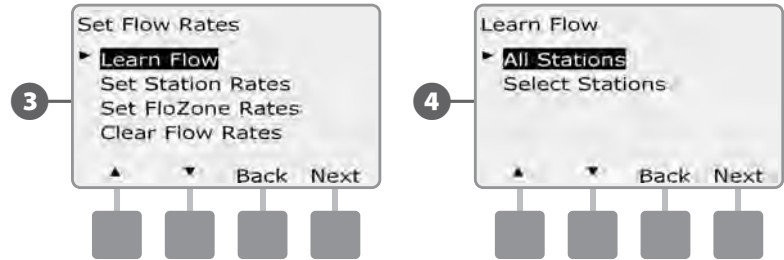 3
Set Flow Rates
► Learn Flow
Set Station Rates
Set FloZone Rates
Clear Flow Rates
▲ ▼ Back Next
4
Learn Flow
► All Stations
Select Stations
▲ ▼ Back Next